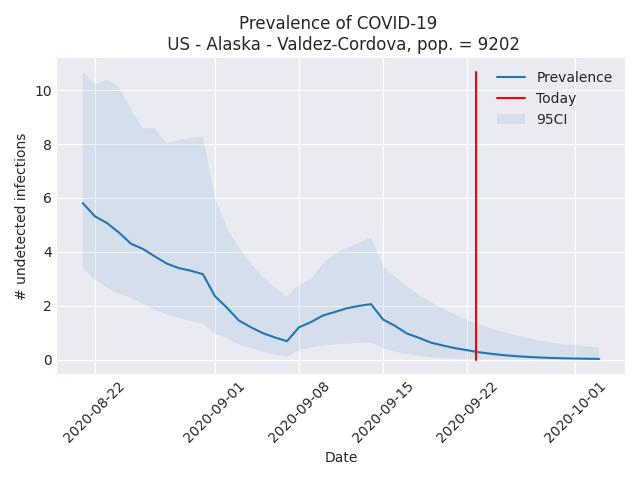 Prevalence of COVID-19
US - Alaska - Valdez-Cordova, pop. = 9202
Prevalence
Today
95CI
# undetected infections
10
8
6
4
2
0
2020-08-22
2020-09-01
2020-09-08
2020-09-15
2020-09-22
2020-10-01
Date